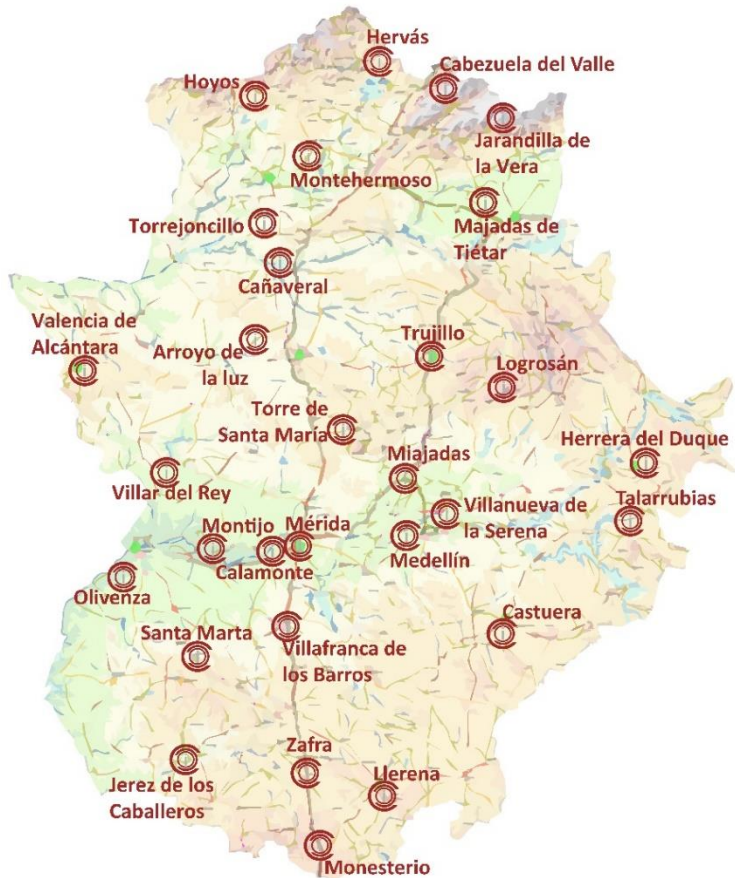 Hervás
Cabezuela del Valle
Hoyos
Jarandilla de
la Vera
Montehermoso
Torrejoncillo
Majadas de
Tiétar
Cañaveral
Valencia de
Alcántara
Arroyo de
la luz
Trujillo
Logrosán
Torre de
Santa María
Herrera del Duque
Miajadas
Villar del Rey
Villanueva de
la Serena
Talarrubias
Montijo
Mérida
Medellín
Calamonte
Olivenza
Castuera
Santa Marta
Villafranca de
los Barros
Zafra
Llerena
Jerez de los
Caballeros
Monesterio